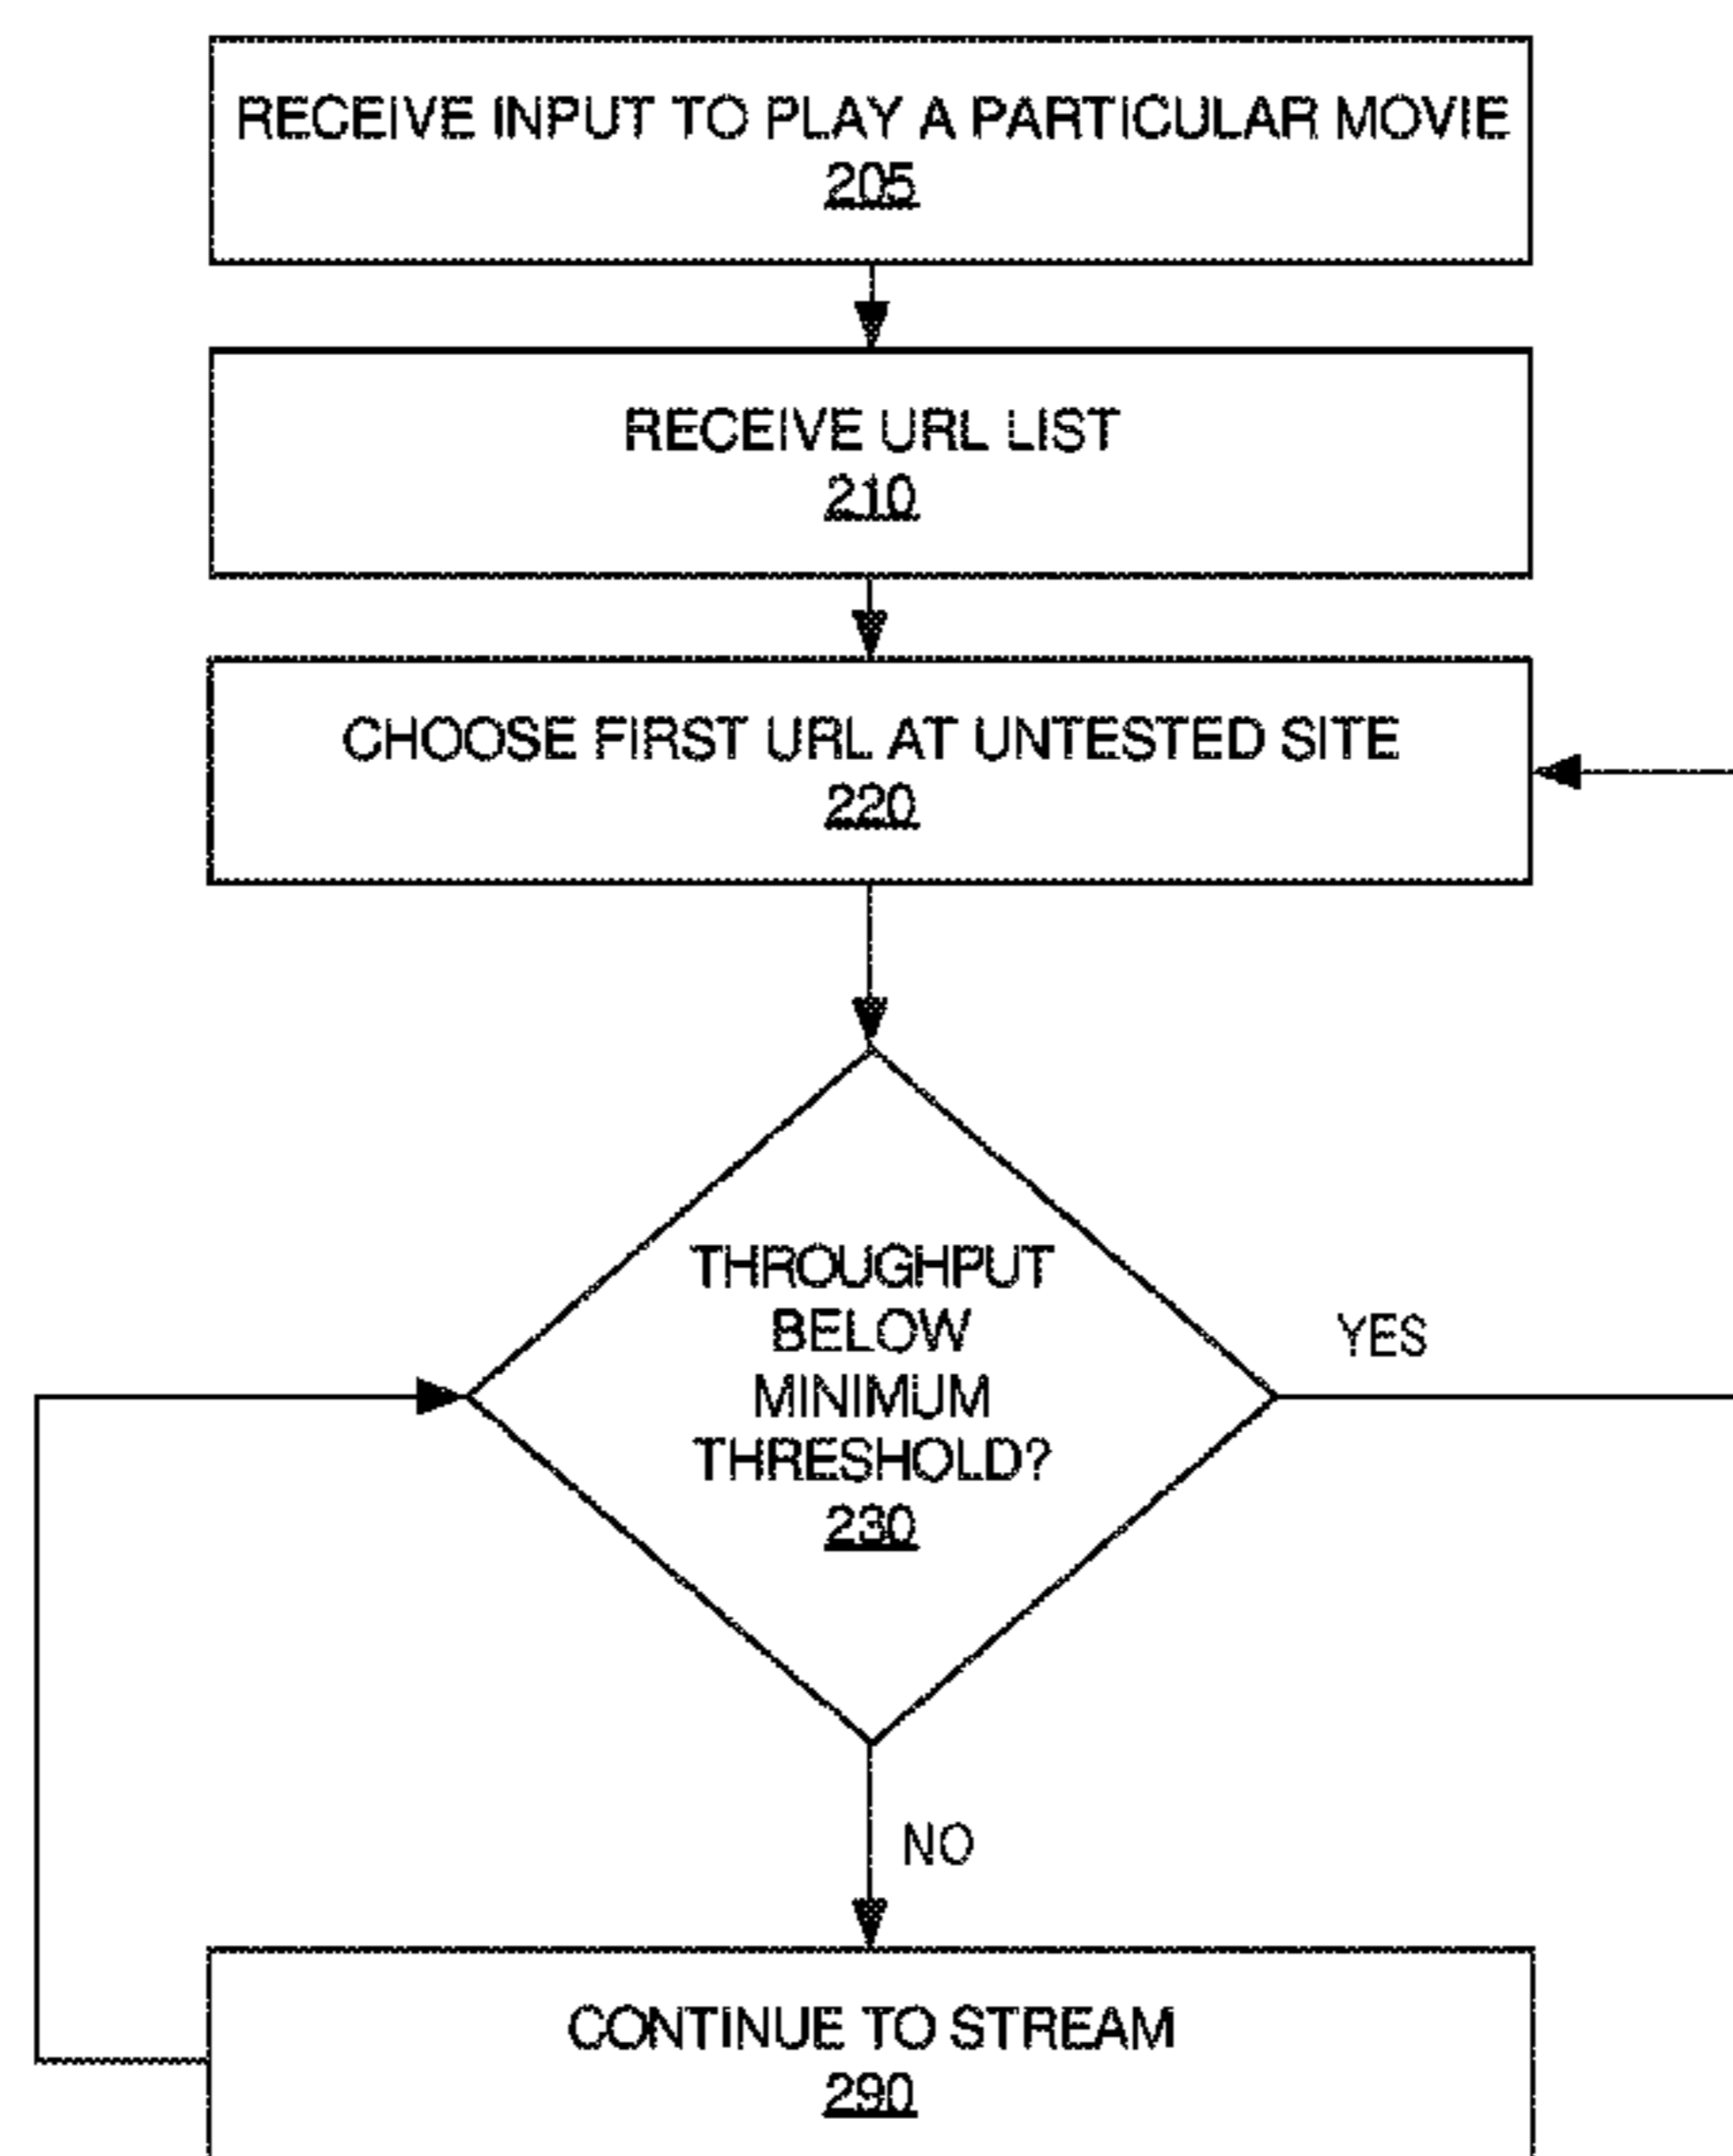 RECEIVE INPUT TO PLAY A PARTICULAR MOVIE
205
RECEIVE URL LIST
210
CHOOSE FIRST URL AT UNTESTED SITE
220
THROUGHPUT
BELOW
MINIMUM
THRESHOLD?
230
YES
NO
CONTINUE TO STREAM
290